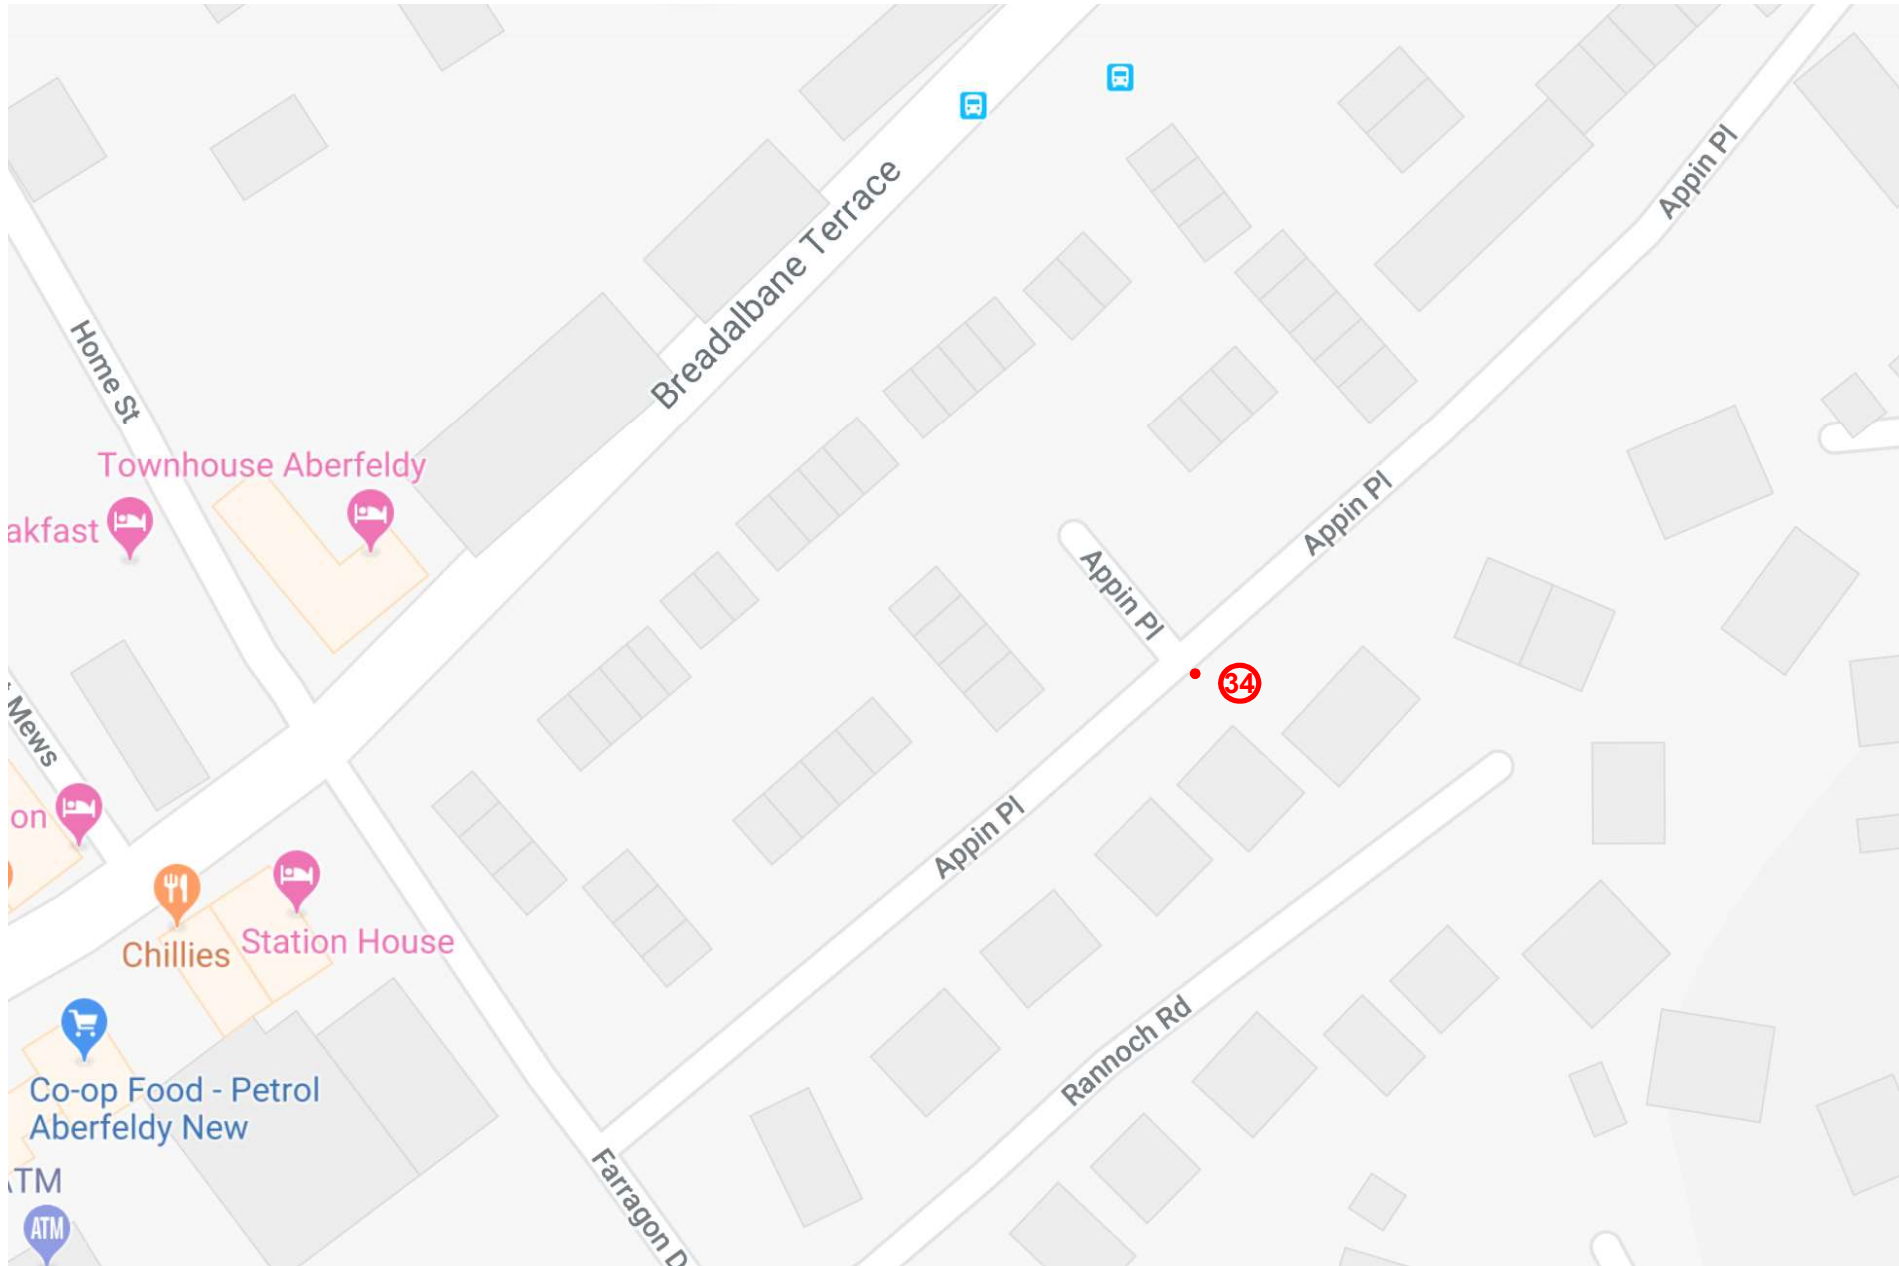 Appin Pl
Breadalbane Terrace
Home St
Townhouse Aberfeldy
akfast
Appin Pl
Appin Pl
34
Mews
on
Appin Pl
Chillies
Station House
Rannoch Rd
Co-op Food - Petrol
Aberfeldy New
TM
ATM
Farragon D